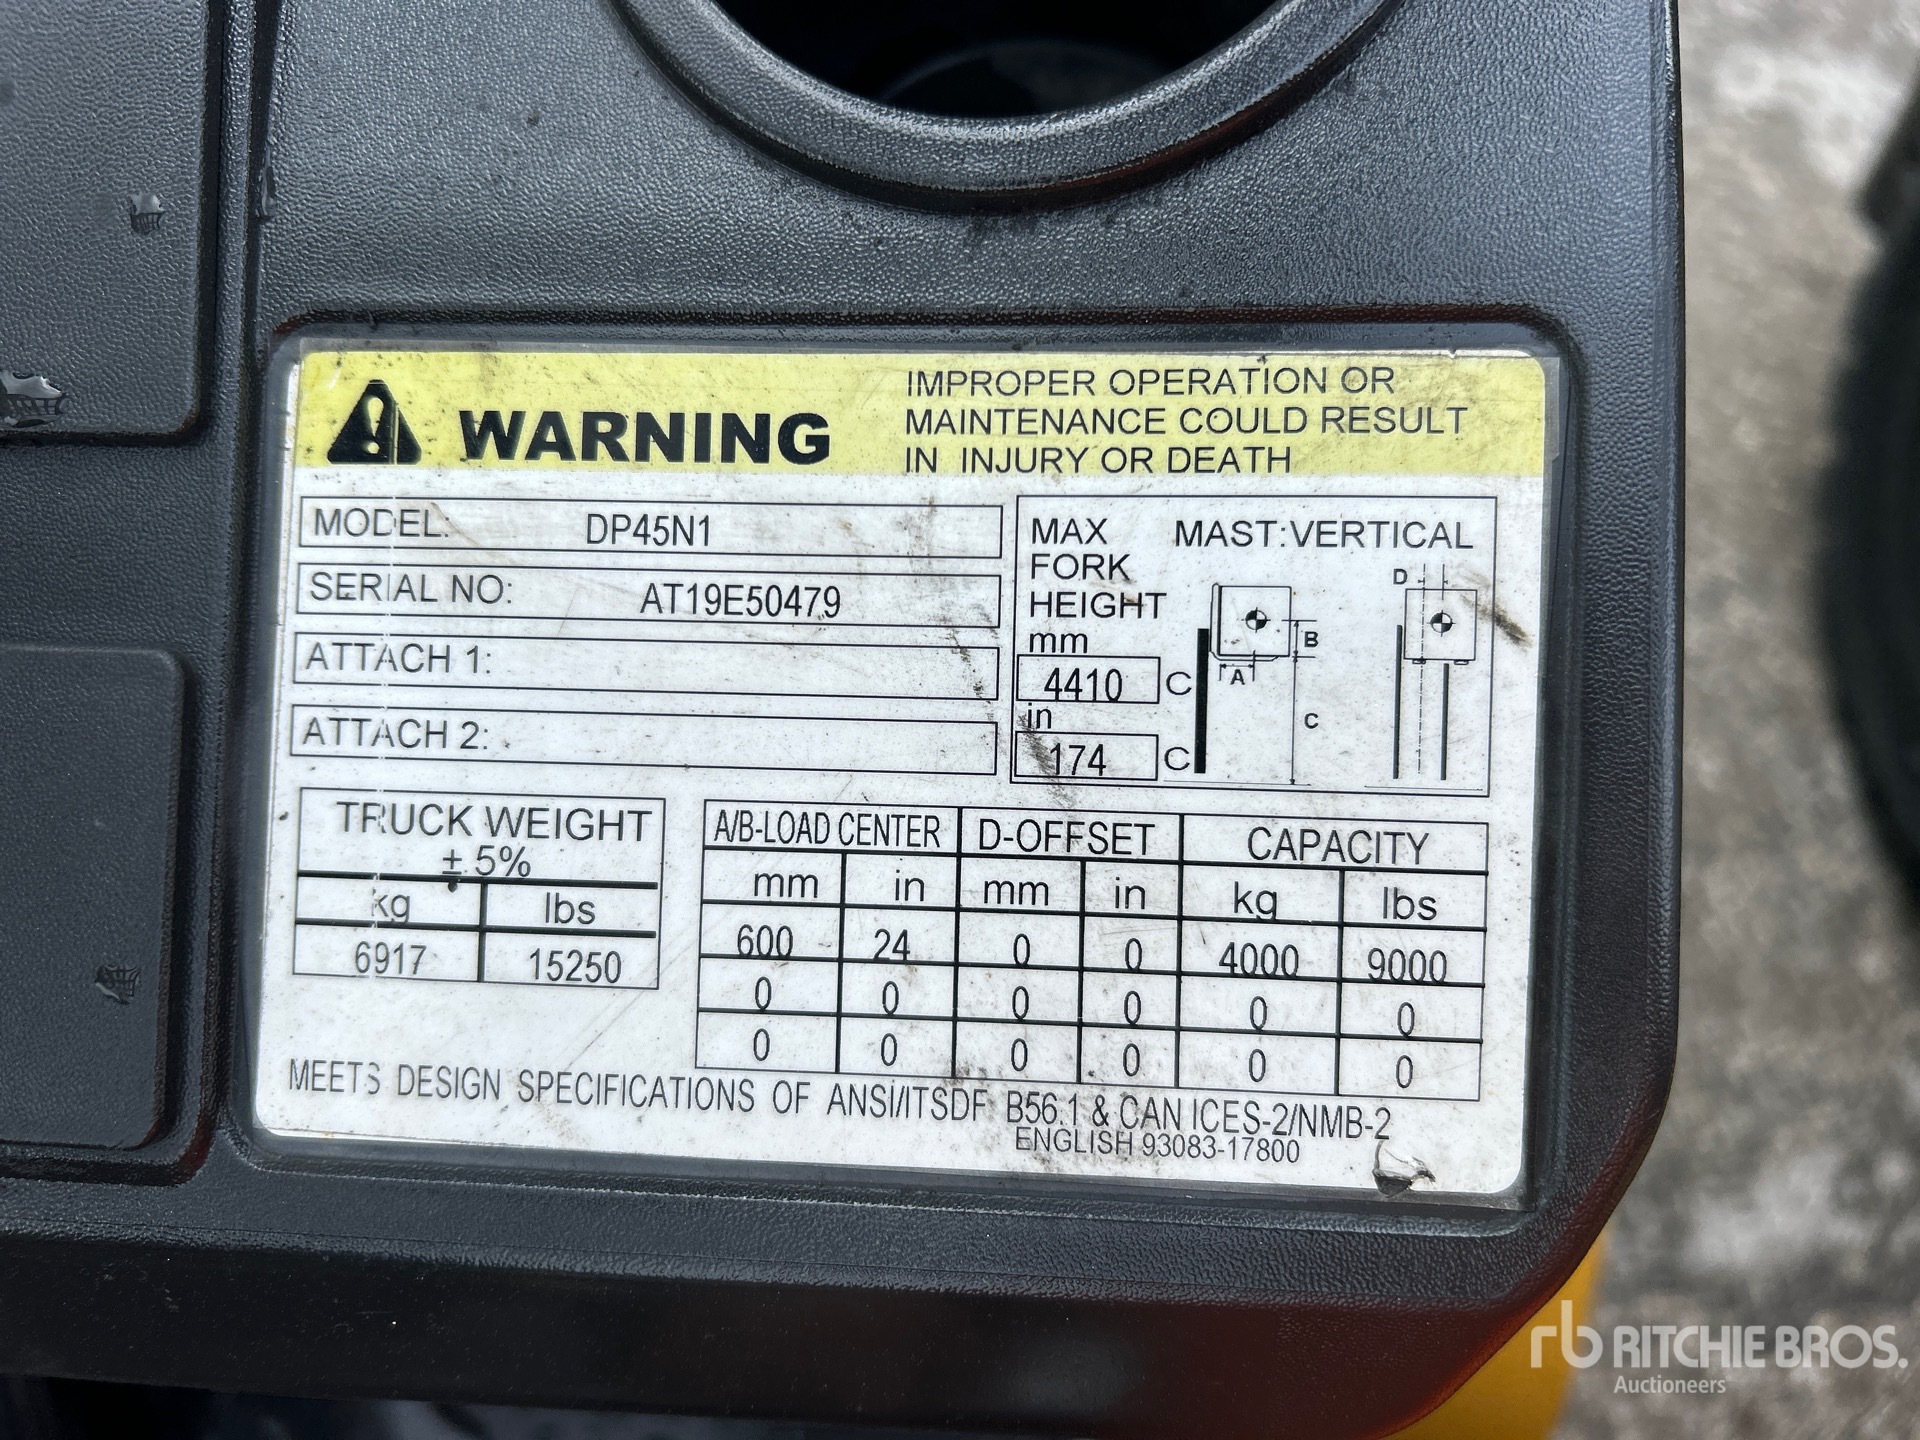 WARNING
IMPROPER OPERATION OR
MAINTENANCE COULD RESULT
IN INJURY OR DEATH
MODEL: DP45N1
SERIAL NO: AT19E50479
ATTACH 1:
ATTACH 2:
MAX
FORK
HEIGHT
mm
4410 C
in
174 C
MAST:VERTICAL
D
B
A
C
TRUCK WEIGHT
± 5%
kg lbs
6917 15250
A/B-LOAD CENTER D-OFFSET CAPACITY
mm in mm in kg lbs
600 24 0 0 4000 9000
0 0 0 0 0 0
0 0 0 0 0 0
MEETS DESIGN SPECIFICATIONS OF ANSI/ITSDF B56.1 & CAN ICES-2/NMB-2
ENGLISH 93083-17800
rb RITCHIE BROS.
Auctioneers